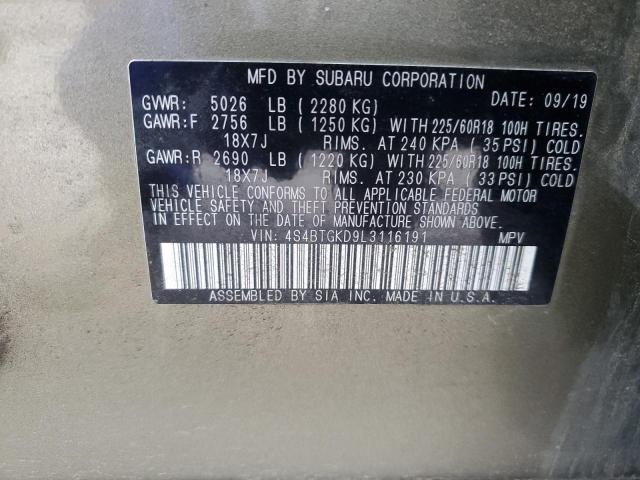 MFD BY SUBARU CORPORATION
GVWR: 5026 LB (2280 KG) DATE: 09/19
GAWR:F 2756 LB (1250 KG) WITH 225/60R18 100H TIRES.
18X7J RIMS. AT 240 KPA (35 PSI) COLD
GAWR:R 2690 LB (1220 KG) WITH 225/60R18 100H TIRES.
18X7J RIMS. AT 230 KPA (33 PSI) COLD
THIS VEHICLE CONFORMS TO ALL APPLICABLE FEDERAL MOTOR
VEHICLE SAFETY AND THEFT PREVENTION STANDARDS
IN EFFECT ON THE DATE OF MANUFACTURE SHOWN ABOVE.
VIN: 4S4BTGKD9L3116191 MPV
ASSEMBLED BY SIA INC. MADE IN U.S.A.